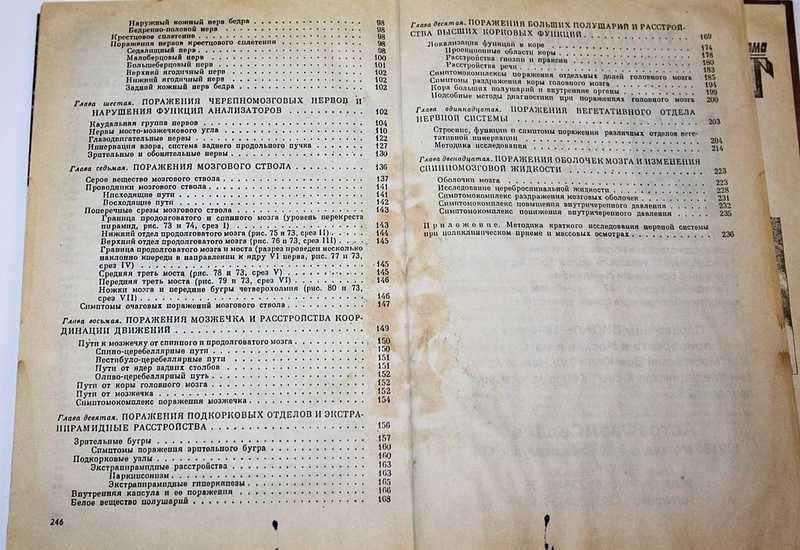 Наружный кожный нерв бедра 98
Бедренно-половой нерв 98
Крестцовое сплетение 98
Поражения нервов крестцового сплетения 98
Седалищный нерв 98
Малоберцовый нерв 100
Большеберцовый нерв 101
Верхний ягодичный нерв 102
Нижний ягодичный нерв 102
Задний кожный нерв бедра 102
Глава шестая. ПОРАЖЕНИЯ ЧЕРЕПНОМОЗГОВЫХ НЕРВОВ И
НАРУШЕНИЯ ФУНКЦИЙ АНАЛИЗАТОРОВ 102
Каудальная группа нервов 104
Нервы мосто-мозжечкового угла 110
Глазодвигательные нервы 122
Иннервация взора, система заднего продольного пучка 127
Зрительные и обонятельные нервы 130
Глава седьмая. ПОРАЖЕНИЯ МОЗГОВОГО СТВОЛА 136
Серое вещество мозгового ствола 137
Проводники мозгового ствола 141
Нисходящие пути 141
Восходящие пути 142
Поперечные срезы мозгового ствола 143
Граница продолговатого и спинного мозга (уровень перекреста
пирамид, рис. 73 и 74, срез I) 143
Нижний отдел продолговатого мозга (рис. 75 и 73, срез II) 144
Верхний отдел продолговатого мозга (рис. 76 и 73, срез III) 145
Граница продолговатого мозга и моста (разрез проведен несколько
наклонно кпереди в направлении к ядру VI нерва, рис. 77 и 73,
срез IV) 145
Средняя треть моста (рис. 78 и 73, срез V) 145
Передняя треть моста (рис. 79 и 73, срез VI) 146
Ножки мозга и передние бугры четверохолмия (рис. 80 и 73,
срез VII) 146
Симптомы очаговых поражений мозгового ствола 147
Глава восьмая. ПОРАЖЕНИЯ МОЗЖЕЧКА И РАССТРОЙСТВА КООР-
ДИНАЦИИ ДВИЖЕНИЙ 149
Пути к мозжечку от спинного и продолговатого мозга 150
Спино-церебеллярные пути 150
Вестибуло-церебеллярные пути 151
Пути от ядер задних столбов 151
Оливо-церебеллярный путь 152
Пути от коры головного мозга 152
Пути от мозжечка 152
Симптомокомплекс поражения мозжечка 154
Глава девятая. ПОРАЖЕНИЯ ПОДКОРКОВЫХ ОТДЕЛОВ И ЭКСТРА-
ПИРАМИДНЫЕ РАССТРОЙСТВА 156
Зрительные бугры 157
Симптомы поражения зрительного бугра 160
Подкорковые узлы 160
Экстрапирамидные расстройства 163
Паркинсонизм 163
Экстрапирамидные гиперкинезы 165
Внутренняя капсула и ее поражения 166
Белое вещество полушарий 168
246
Глава десятая. ПОРАЖЕНИЯ БОЛЬШИХ ПОЛУШАРИЙ И РАССТРОЙ-
СТВА ВЫСШИХ КОРКОВЫХ ФУНКЦИЙ 169
Локализация функций в коре 174
Проекционные области коры 178
Расстройства гнозии и праксии 180
Расстройства речи 183
Симптомокомплексы поражения отдельных долей головного мозга 185
Симптомы раздражения коры головного мозга 194
Кора больших полушарий и внутренние органы 199
Подсобные методы диагностики при поражениях головного мозга 200
Глава одиннадцатая. ПОРАЖЕНИЯ ВЕГЕТАТИВНОГО ОТДЕЛА
НЕРВНОЙ СИСТЕМЫ 203
Строение, функции и симптомы поражения различных отделов веге-
тативной иннервации 204
Методика исследования 214
Глава двенадцатая. ПОРАЖЕНИЯ ОБОЛОЧЕК МОЗГА И ИЗМЕНЕНИЯ
СПИННОМОЗГОВОЙ ЖИДКОСТИ 223
Оболочки мозга 223
Исследование цереброспинальной жидкости 228
Симптомокомплекс раздражения мозговых оболочек 231
Симптомокомплекс повышения внутричерепного давления 232
Симптомокомплекс понижения внутричерепного давления 235
Приложение. Методика краткого исследования нервной системы
при поликлиническом приеме и массовых осмотрах 236